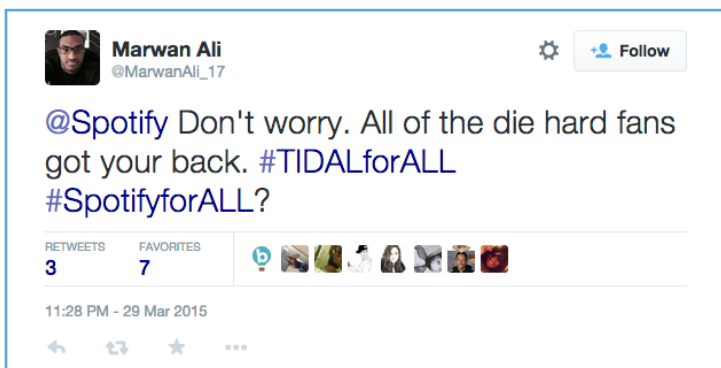 Marwan Ali
@MarwanAli_17
Follow
@Spotify Don't worry. All of the die hard fans
got your back. #TIDALforALL
#SpotifyforALL?
RETWEETS FAVORITES
3 7
11:28 PM - 29 Mar 2015